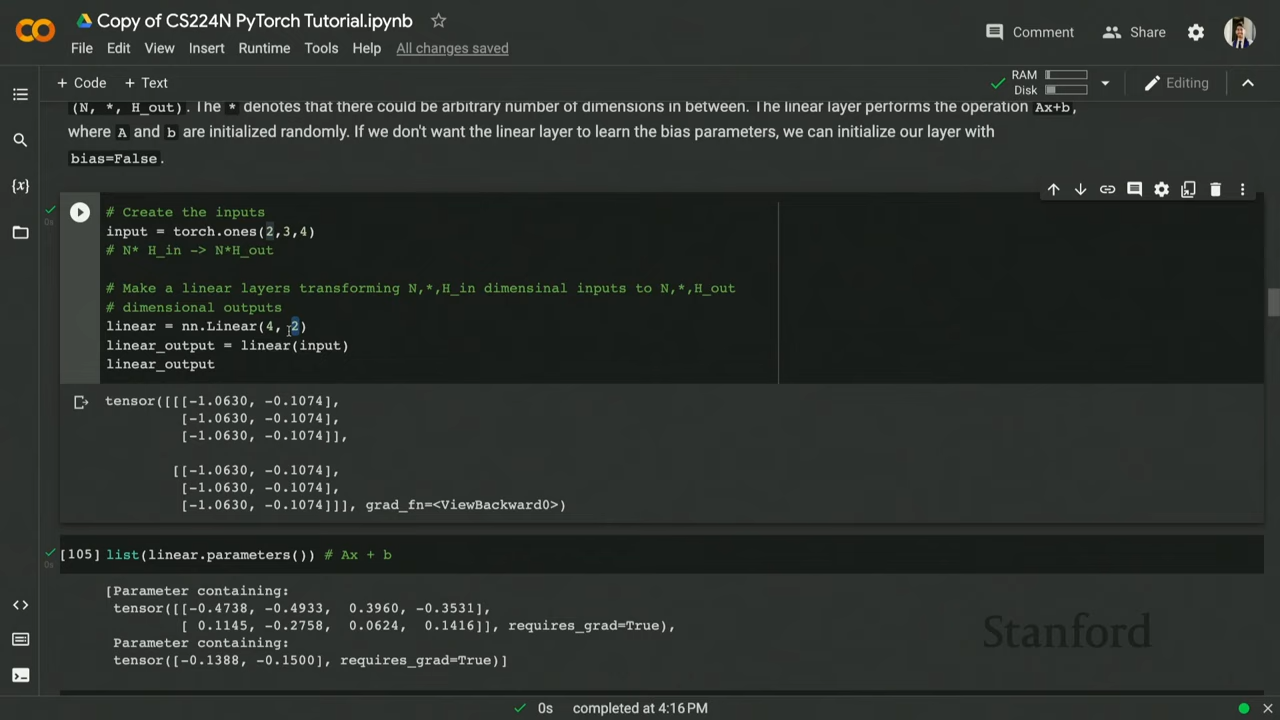 Copy of CS224N PyTorch Tutorial.ipynb
File Edit View Insert Runtime Tools Help All changes saved
Comment Share
+ Code + Text
RAM
Disk
Editing
(N, *, H_out). The * denotes that there could be arbitrary number of dimensions in between. The linear layer performs the operation Ax+b,
where A and b are initialized randomly. If we don't want the linear layer to learn the bias parameters, we can initialize our layer with
bias=False.
# Create the inputs
input = torch.ones(2,3,4)
# N* H_in -> N*H_out
# Make a linear layers transforming N,*,H_in dimensinal inputs to N,*,H_out
# dimensional outputs
linear = nn.Linear(4, 2)
linear_output = linear(input)
linear_output
0s
tensor([[[-1.0630, -0.1074],
[-1.0630, -0.1074],
[-1.0630, -0.1074]],
[[-1.0630, -0.1074],
[-1.0630, -0.1074],
[-1.0630, -0.1074]]], grad_fn=<ViewBackward0>)
[105] list(linear.parameters()) # Ax + b
0s
[Parameter containing:
tensor([[-0.4738, -0.4933, 0.3960, -0.3531],
[ 0.1145, -0.2758, 0.0624, 0.1416]], requires_grad=True),
Parameter containing:
tensor([-0.1388, -0.1500], requires_grad=True)]
Stanford
0s completed at 4:16 PM